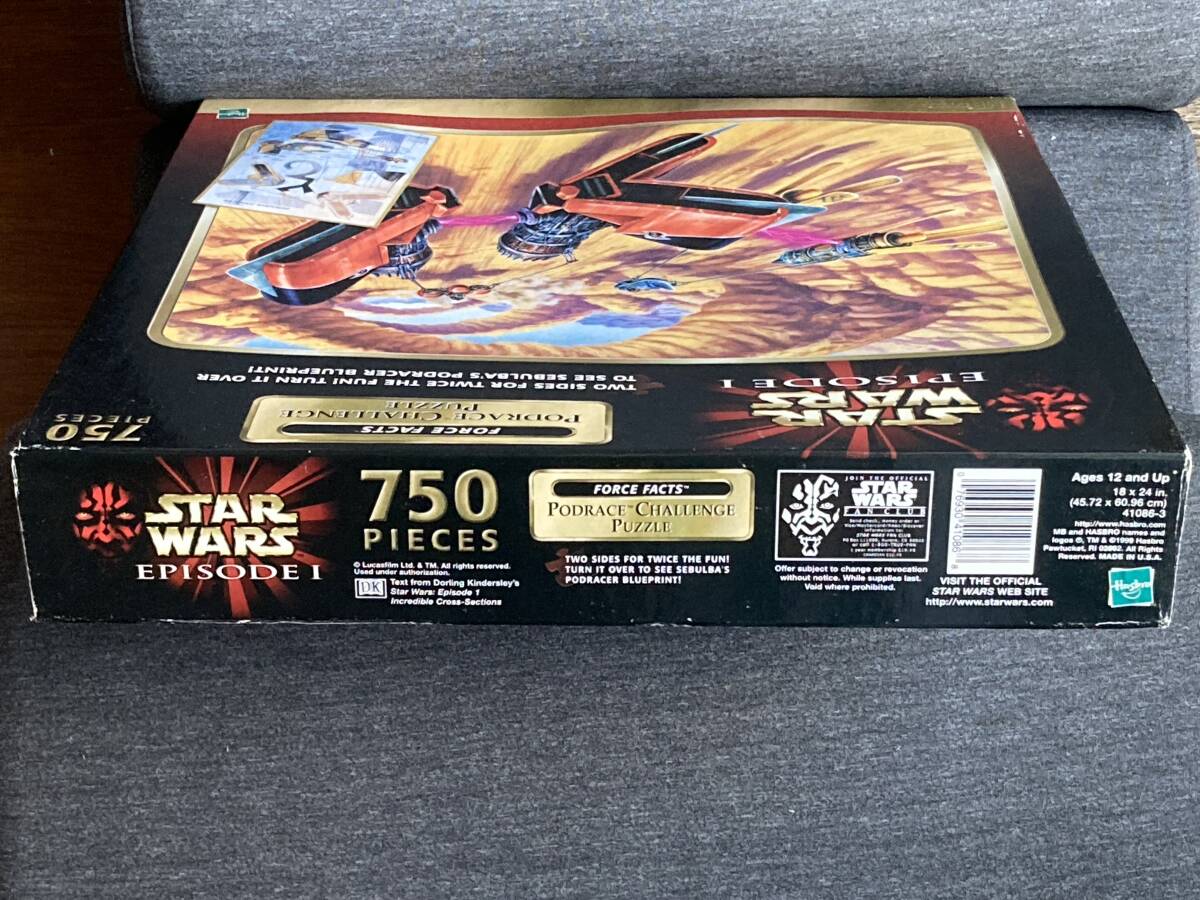 TWO SIDES FOR TWICE THE FUN! TURN IT OVER
TO SEE SEBULBA'S PODRACER BLUEPRINT!
FORCE FACTS
PODRACE CHALLENGE
PUZZLE
750
PIECES
STAR
WARS
EPISODE I
STAR
WARS
EPISODE I
750
PIECES
© Lucasfilm Ltd. & TM. All rights reserved.
Used under authorization.
DK
Text from Dorling Kindersley's
Star Wars: Episode 1
Incredible Cross-Sections
FORCE FACTS™
PODRACE™ CHALLENGE
PUZZLE
TWO SIDES FOR TWICE THE FUN!
TURN IT OVER TO SEE SEBULBA'S
PODRACER BLUEPRINT!
JOIN THE OFFICIAL
STAR
WARS
FAN CLUB
Offer subject to change or revocation
without notice. While supplies last.
Void where prohibited.
VISIT THE OFFICIAL
STAR WARS WEB SITE
http://www.starwars.com
Ages 12 and Up
18 x 24 in.
(45.72 x 60.96 cm)
41086-3
http://www.hasbro.com
MB and HASBRO names and
logos ®, TM & ©1999 Hasbro
Pawtucket, RI 02862. All Rights
Reserved. MADE IN U.S.A.
Hasbro